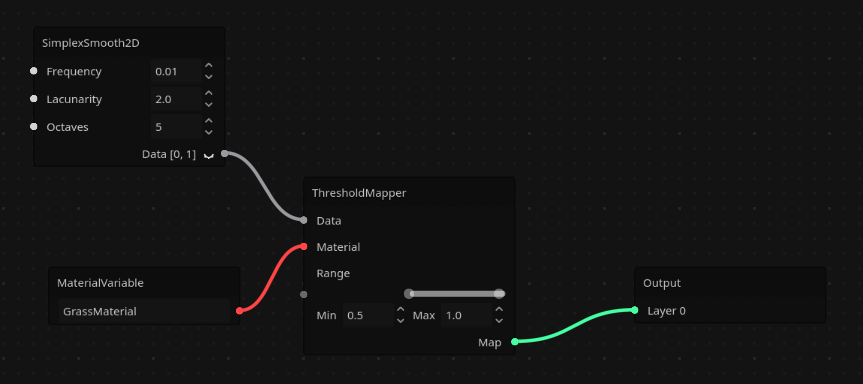 SimplexSmooth2D
Frequency 0.01
Lacunarity 2.0
Octaves 5
Data [0, 1]
ThresholdMapper
Data
Material
Range
Min 0.5 Max 1.0
Map
MaterialVariable
GrassMaterial
Output
Layer 0